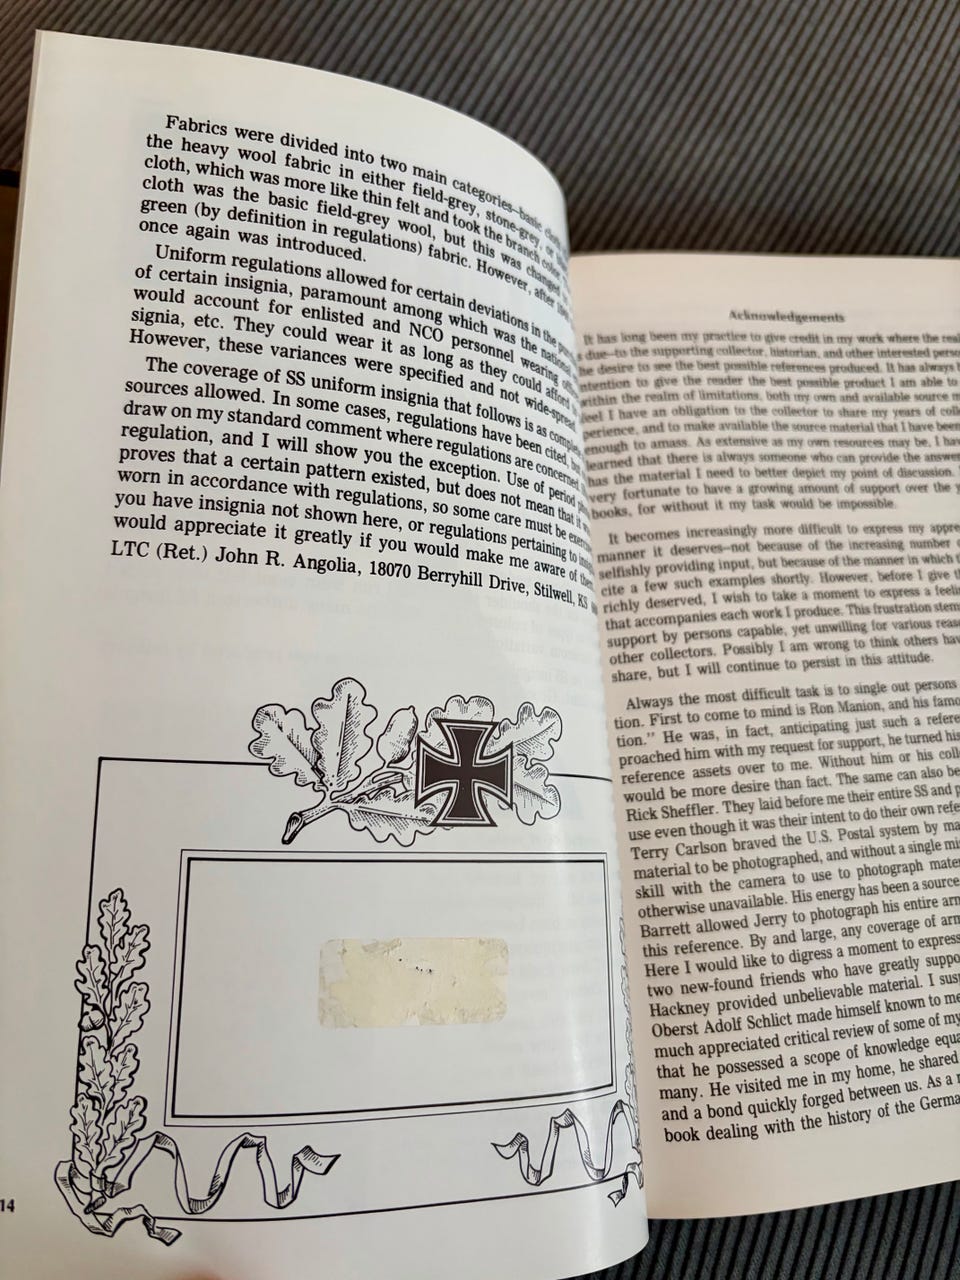 Fabrics were divided into two main categories—basic cloth
the heavy wool fabric in either field-grey, stone-grey, or
cloth, which was more like thin felt and took the branch color
cloth was the basic field-grey wool, but this was changed
green (by definition in regulations) fabric. However, after
once again was introduced.
Uniform regulations allowed for certain deviations in the
of certain insignia, paramount among which was the
would account for enlisted and NCO personnel wearing
signia, etc. They could wear it as long as they could afford
However, these variances were specified and not wide-spread
The coverage of SS uniform insignia that follows is as
sources allowed. In some cases, regulations have been cited,
draw on my standard comment where regulations are concerned
regulation, and I will show you the exception. Use of period
proves that a certain pattern existed, but does not mean that it
worn in accordance with regulations, so some care must be
you have insignia not shown here, or regulations pertaining to
would appreciate it greatly if you would make me aware of
LTC (Ret.) John R. Angolia, 18070 Berryhill Drive, Stilwell, KS
14
Acknowledgements
It has long been my practice to give credit in my work where the
due—to the supporting collector, historian, and other interested
the desire to see the best possible references produced. It has always
to give the reader the best possible product I am able to
within the realm of limitations, both my own and available source
feel I have an obligation to the collector to share my years of
and to make available the source material that I have been
enough to amass. As extensive as my own resources may be, I
learned that there is always someone who can provide the
has the material I need to better depict my point of discussion.
very fortunate to have a growing amount of support over the
books, for without it my task would be impossible.
It becomes increasingly more difficult to express my
manner it deserves—not because of the increasing number
selfishly providing input, but because of the manner in which
cite a few such examples shortly. However, before I give
richly deserved, I wish to take a moment to express a
that accompanies each work I produce. This frustration
support by persons capable, yet unwilling for various
other collectors. Possibly I am wrong to think others
share, but I will continue to persist in this attitude.
Always the most difficult task is to single out persons
tion. First to come to mind is Ron Manion, and his
tion." He was, in fact, anticipating just such a
proached him with my request for support, he turned his
reference assets over to me. Without him or his
would be more desire than fact. The same can also be
Rick Sheffler. They laid before me their entire SS and
use even though it was their intent to do their own
Terry Carlson braved the U.S. Postal system by
material to be photographed, and without a single
skill with the camera to use to photograph
otherwise unavailable. His energy has been a source
Barrett allowed Jerry to photograph his entire
this reference. By and large, any coverage of
Here I would like to digress a moment to express
two new-found friends who have greatly
Hackney provided unbelievable material. I
Oberst Adolf Schlict made himself known to me
much appreciated critical review of some of my
that he possessed a scope of knowledge
many. He visited me in my home, he shared
and a bond quickly forged between us. As a
book dealing with the history of the